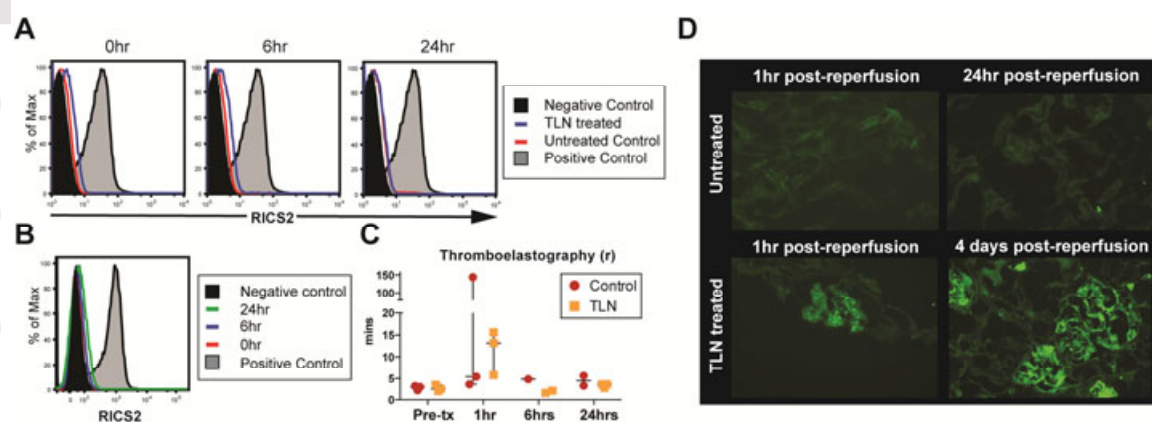 A
0hr
6hr
24hr
% of Max
Negative Control
TLN treated
Untreated Control
Positive Control
RICS2
B
% of Max
Negative control
24hr
6hr
0hr
Positive Control
RICS2
C
Thromboelastography (r)
mins
150
100
20
15
10
5
0
Control
TLN
Pre-tx
1hr
6hrs
24hrs
D
1hr post-reperfusion
24hr post-reperfusion
Untreated
1hr post-reperfusion
4 days post-reperfusion
TLN treated